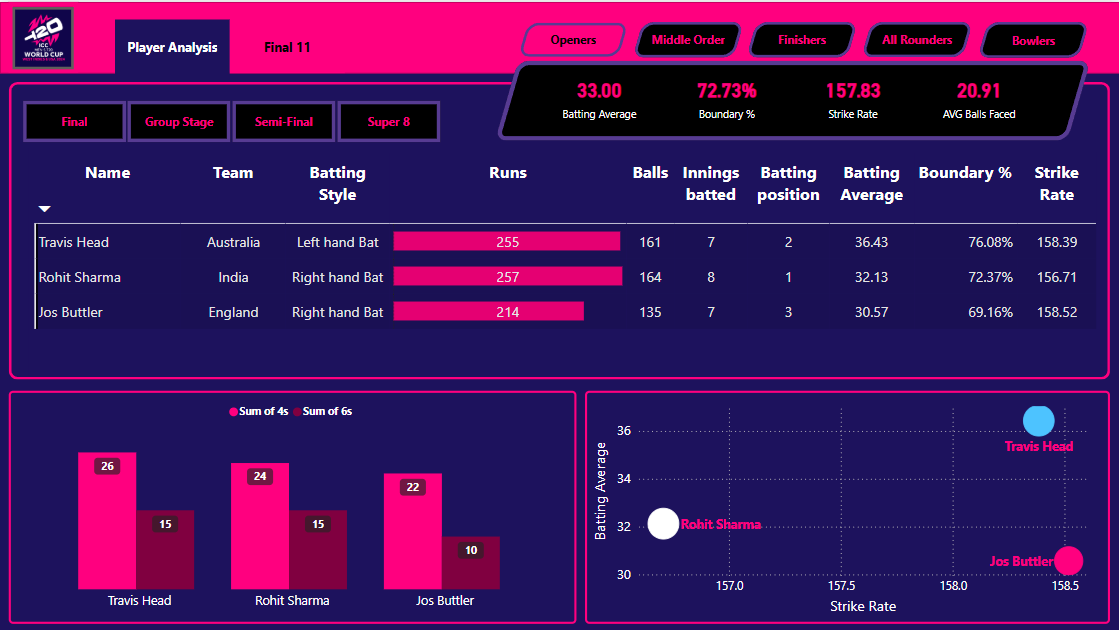 T20
ICC
MEN'S T20
WORLD CUP
Player Analysis
Final 11
Openers
Middle Order
Finishers
All Rounders
Bowlers
33.00
72.73%
157.83
20.91
Batting Average
Boundary %
Strike Rate
AVG Balls Faced
Final
Group Stage
Semi-Final
Super 8
Name Team Batting Style Runs Balls Innings batted Batting position Batting Average Boundary % Strike Rate
Travis Head Australia Left hand Bat 255 161 7 2 36.43 76.08% 158.39
Rohit Sharma India Right hand Bat 257 164 8 1 32.13 72.37% 156.71
Jos Buttler England Right hand Bat 214 135 7 3 30.57 69.16% 158.52
Sum of 4s Sum of 6s
26
15
24
15
22
10
Travis Head
Rohit Sharma
Jos Buttler
Batting Average
36
34
32
30
Travis Head
Rohit Sharma
Jos Buttler
157.0
157.5
158.0
158.5
Strike Rate